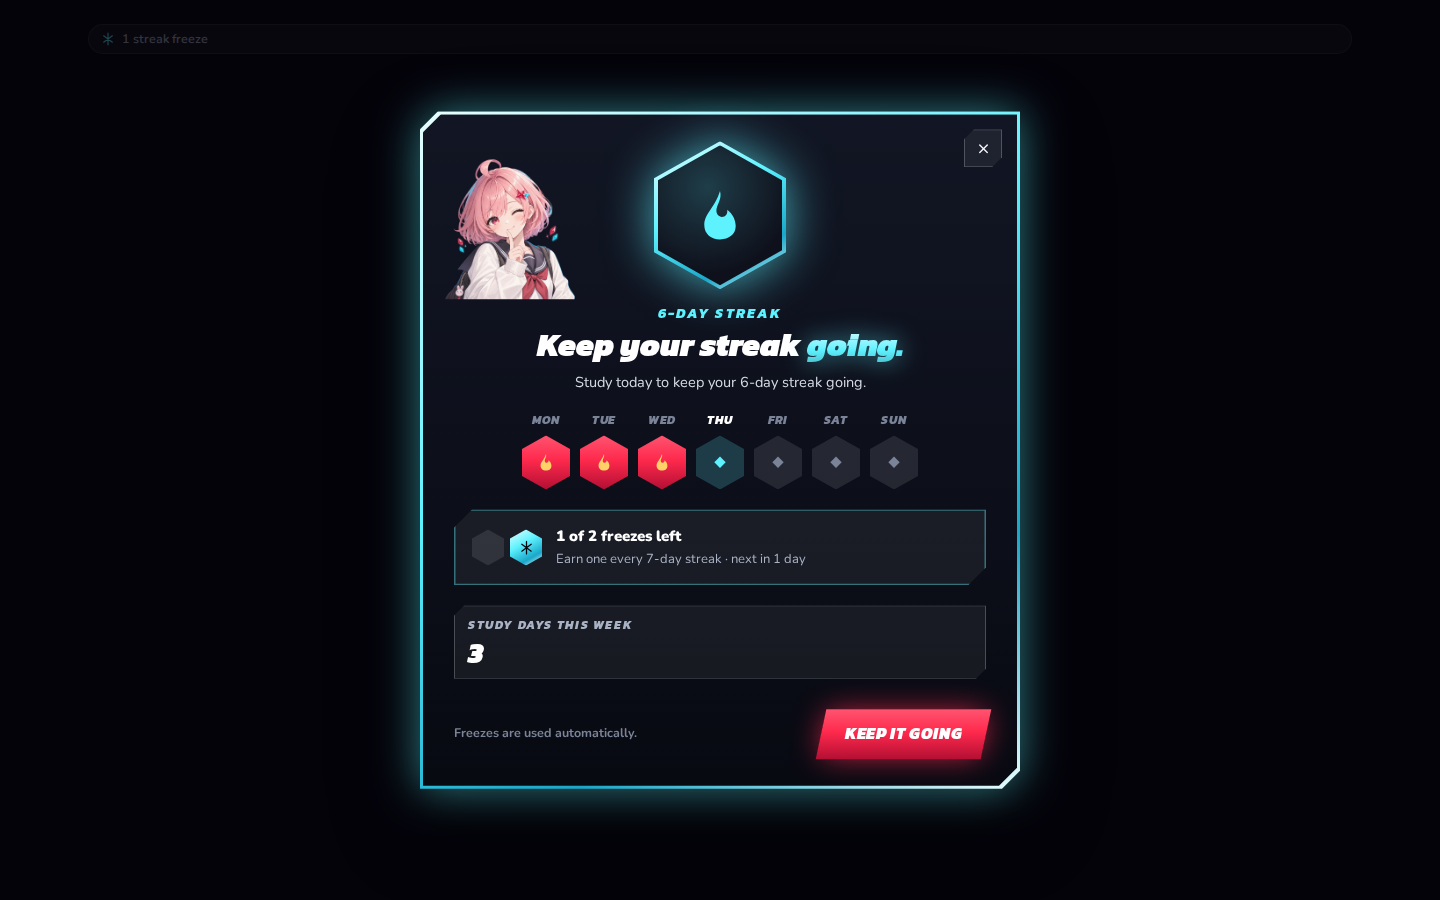 1 streak freeze
6-DAY STREAK
Keep your streak going.
Study today to keep your 6-day streak going.
MON TUE WED THU FRI SAT SUN
1 of 2 freezes left
Earn one every 7-day streak · next in 1 day
STUDY DAYS THIS WEEK
3
Freezes are used automatically.
KEEP IT GOING